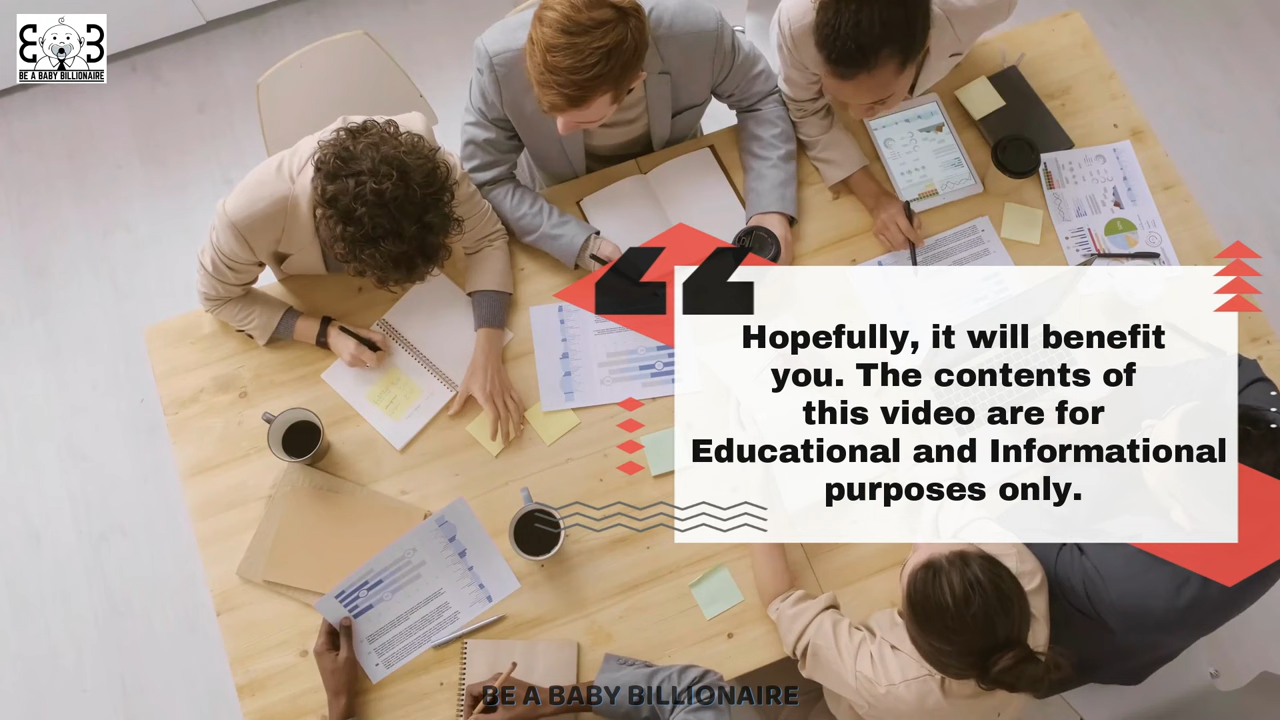 BE A BABY BILLIONAIRE
Hopefully, it will benefit
you. The contents of
this video are for
Educational and Informational
purposes only.
BE A BABY BILLIONAIRE